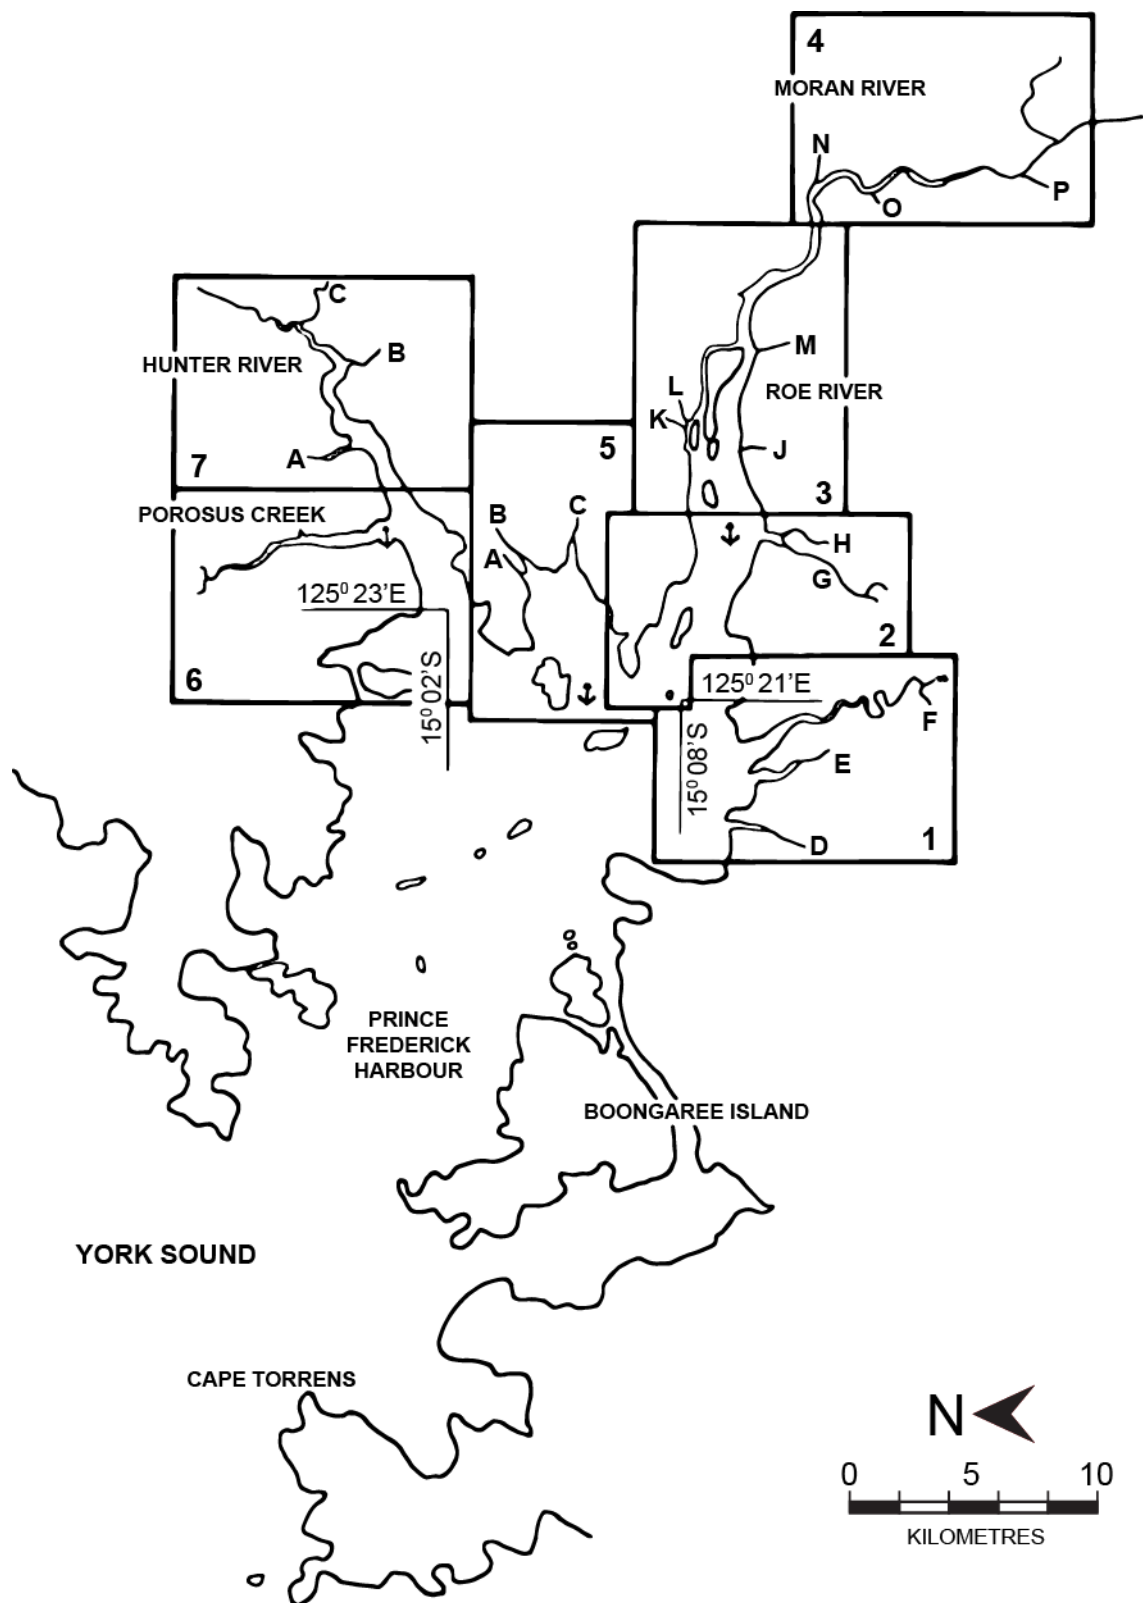 4
MORAN RIVER
N
P
O
C
HUNTER RIVER
B
M
L
ROE RIVER
K
5
J
A
7
3
POROSUS CREEK
B
C
H
A
G
125⁰ 23'E
2
6
15⁰ 02'S
125⁰ 21'E
F
15⁰ 08'S
E
D
1
PRINCE
FREDERICK
HARBOUR
BOONGAREE ISLAND
YORK SOUND
CAPE TORRENS
N
0 5 10
KILOMETRES